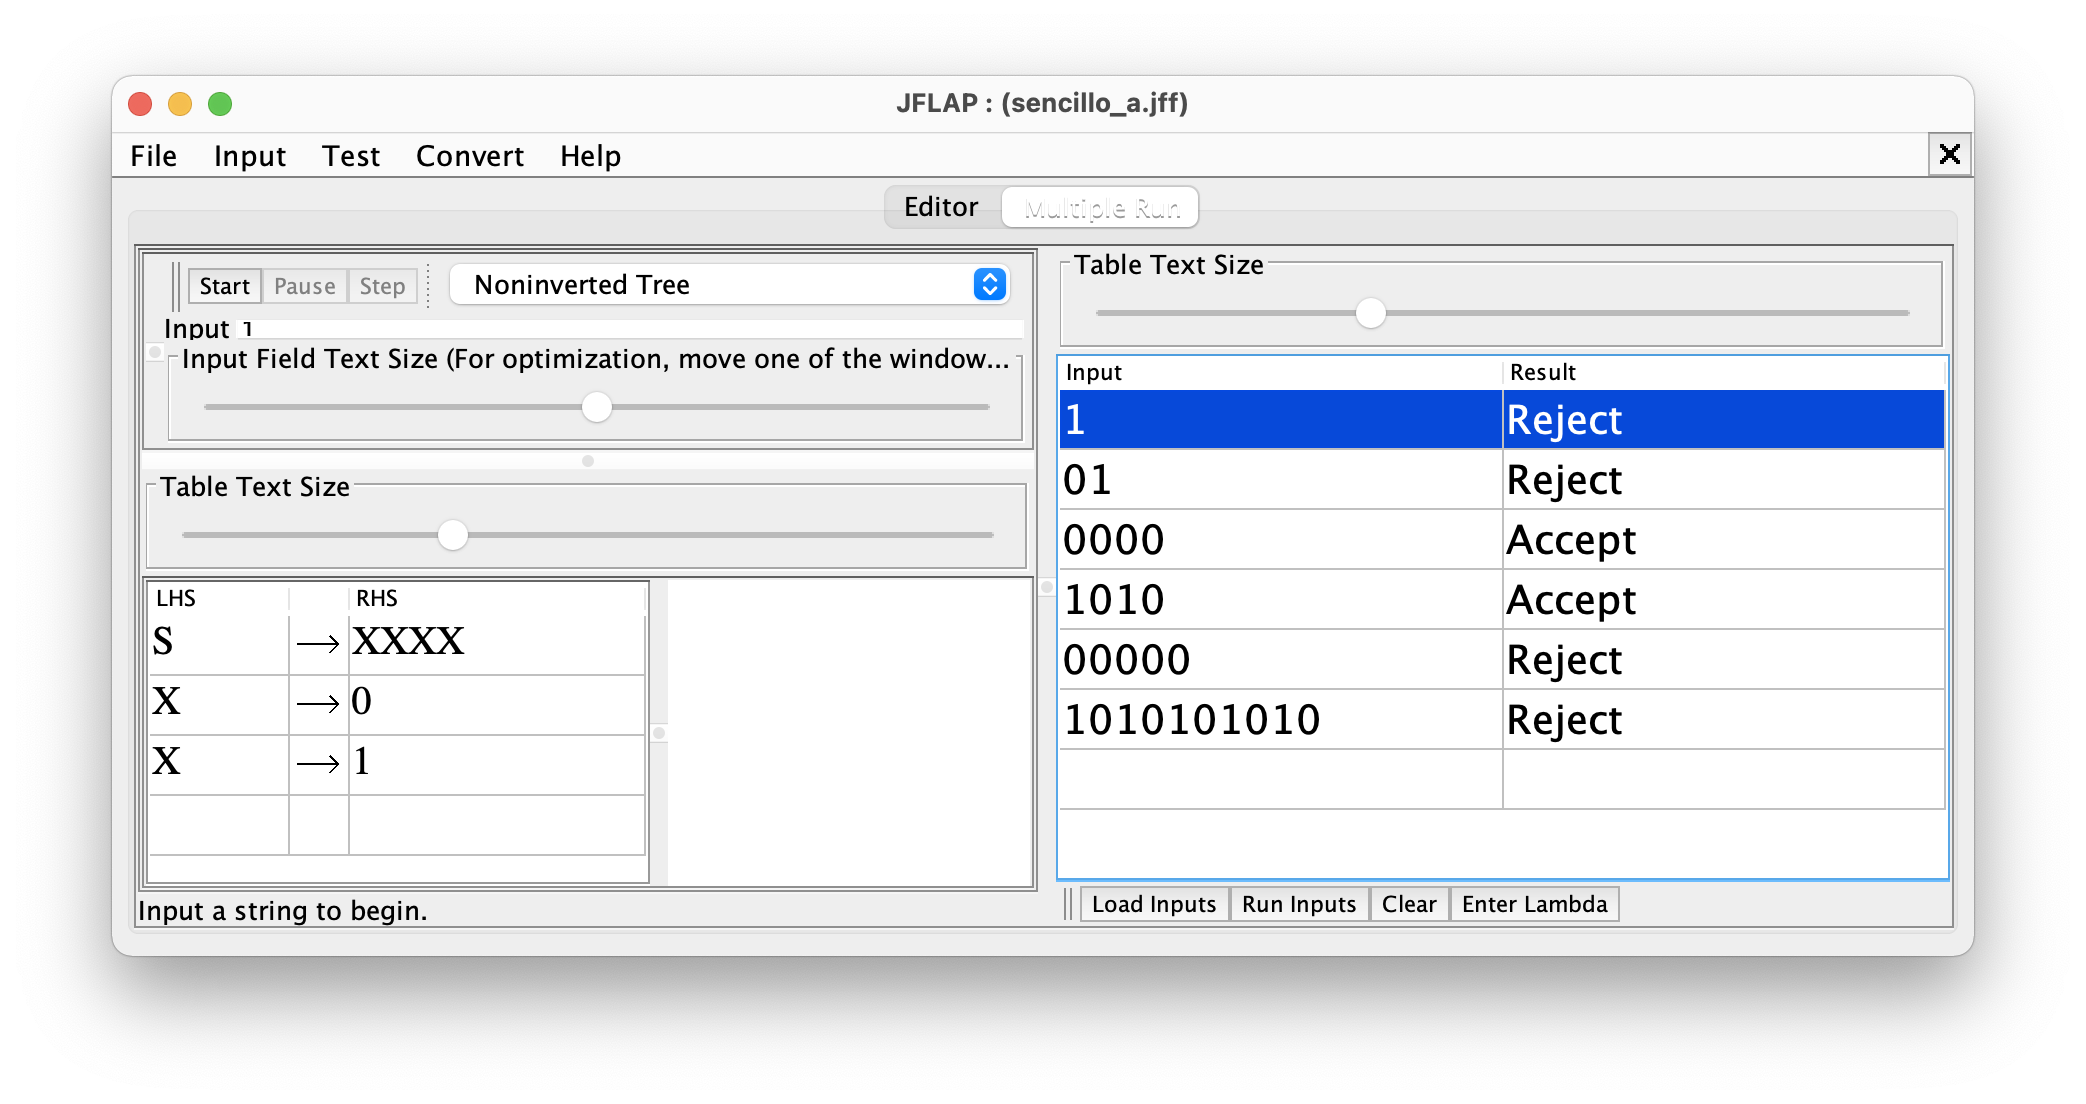 JFLAP : (sencillo_a.jff)
File Input Test Convert Help
Editor Multiple Run
Start Pause Step Noninverted Tree
Input 1
Input Field Text Size (For optimization, move one of the window...
Table Text Size
LHS RHS
S → XXXX
X → 0
X → 1
Input a string to begin.
Table Text Size
Input Result
1 Reject
01 Reject
0000 Accept
1010 Accept
00000 Reject
1010101010 Reject
Load Inputs Run Inputs Clear Enter Lambda